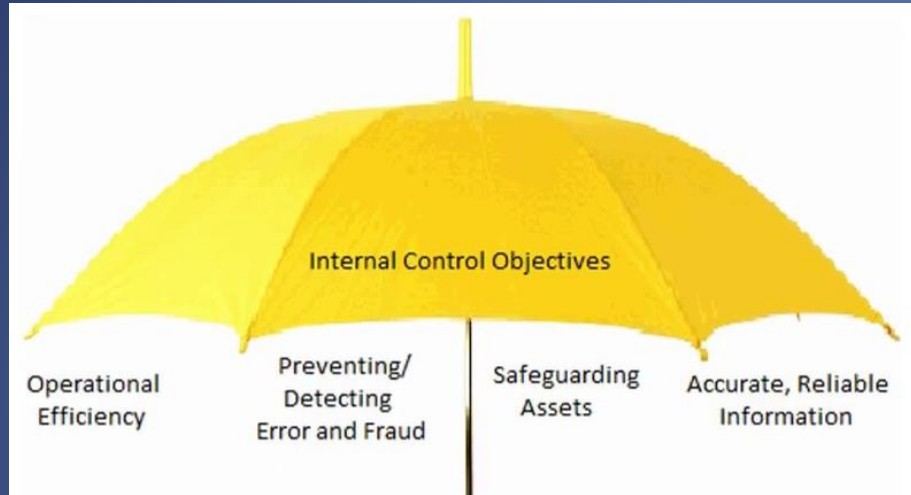 Internal Control Objectives
Operational
Efficiency
Preventing/
Detecting
Error and Fraud
Safeguarding
Assets
Accurate, Reliable
Information